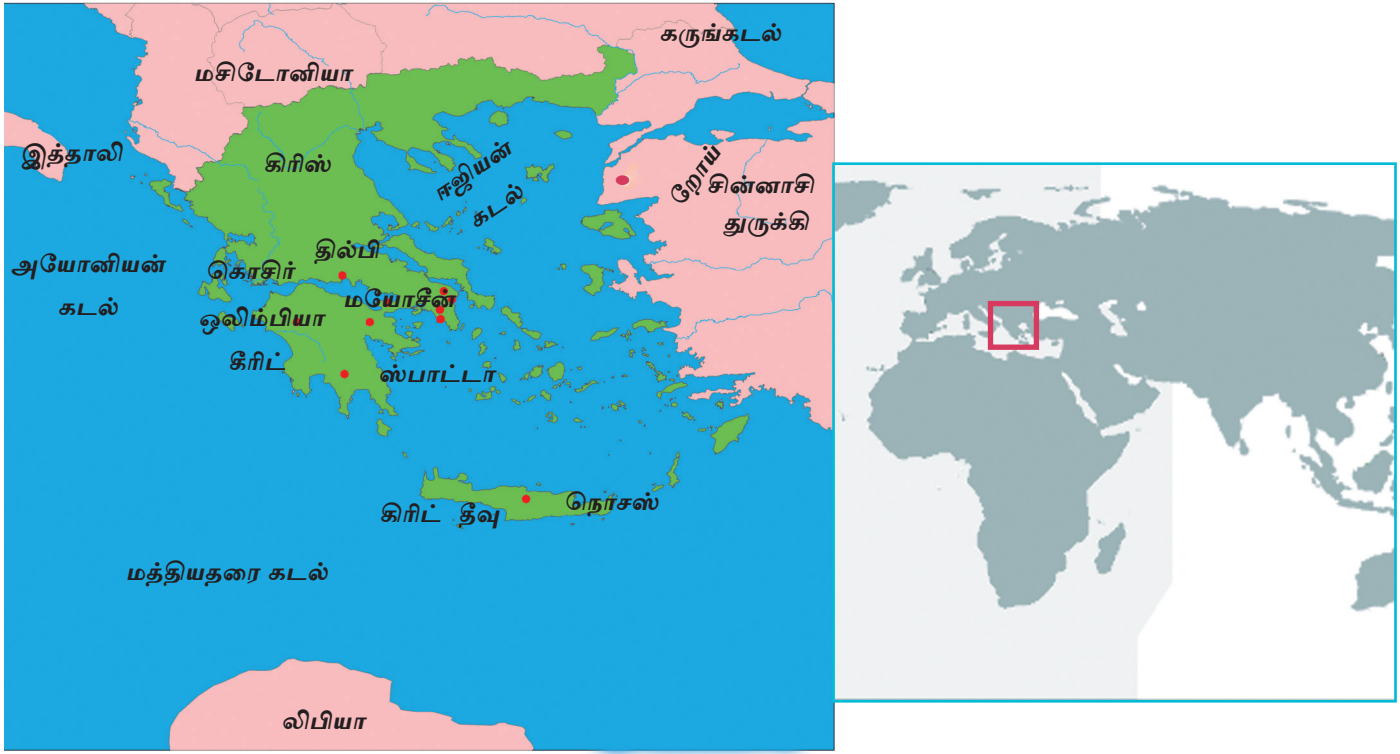 கருங்கடல்
மசிடோனியா
இத்தாலி
கிரிஸ்
ஈஜியன்
கடல்
றோய்
சின்னாசி
துருக்கி
தில்பி
அயோனியன்
கடல்
கொசிர்
மயோசீன்
ஒலிம்பியா
கீரிட்
ஸ்பாட்டா
நொசஸ்
கிரிட் தீவு
மத்தியதரை கடல்
லிபியா